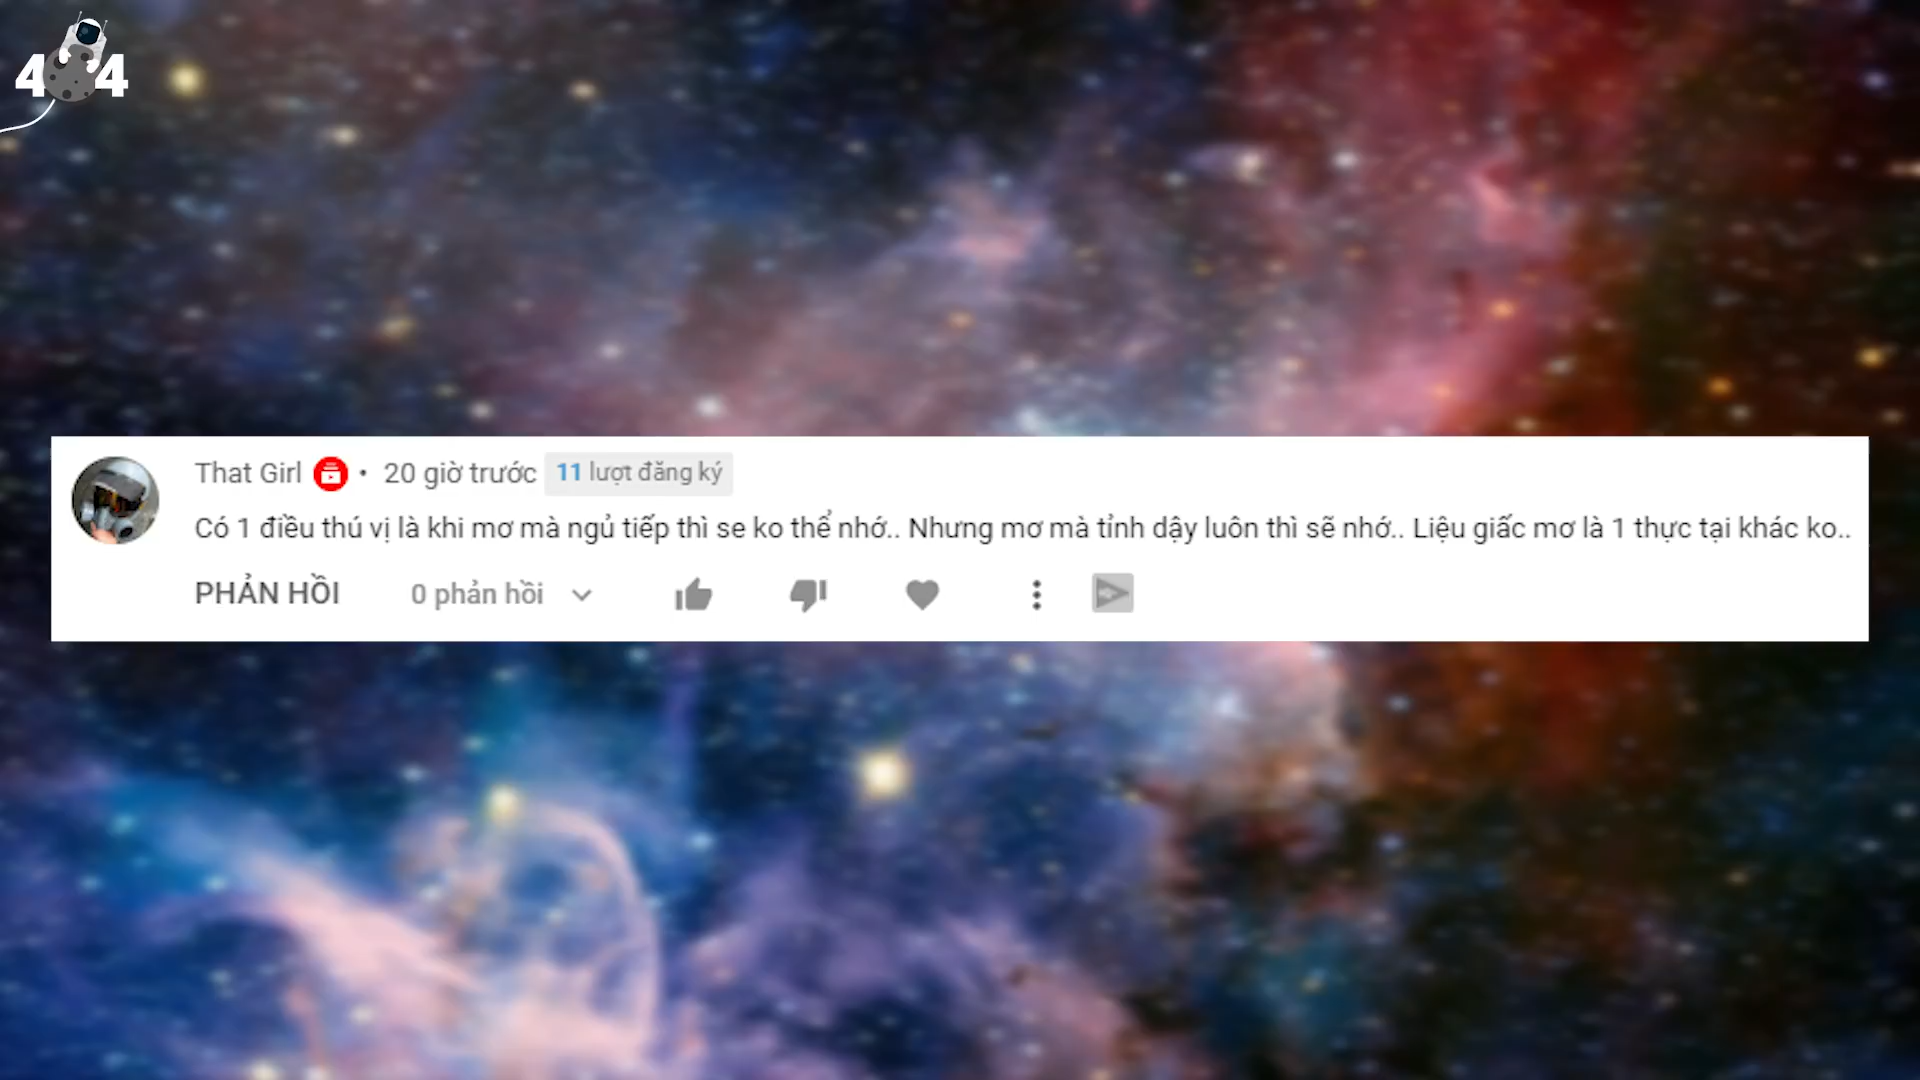 4 4
That Girl • 20 giờ trước 11 lượt đăng ký
Có 1 điều thú vị là khi mơ mà ngủ tiếp thì se ko thể nhớ.. Nhưng mơ mà tỉnh dậy luôn thì sẽ nhớ.. Liệu giấc mơ là 1 thực tại khác ko..
PHẢN HỒI 0 phản hồi